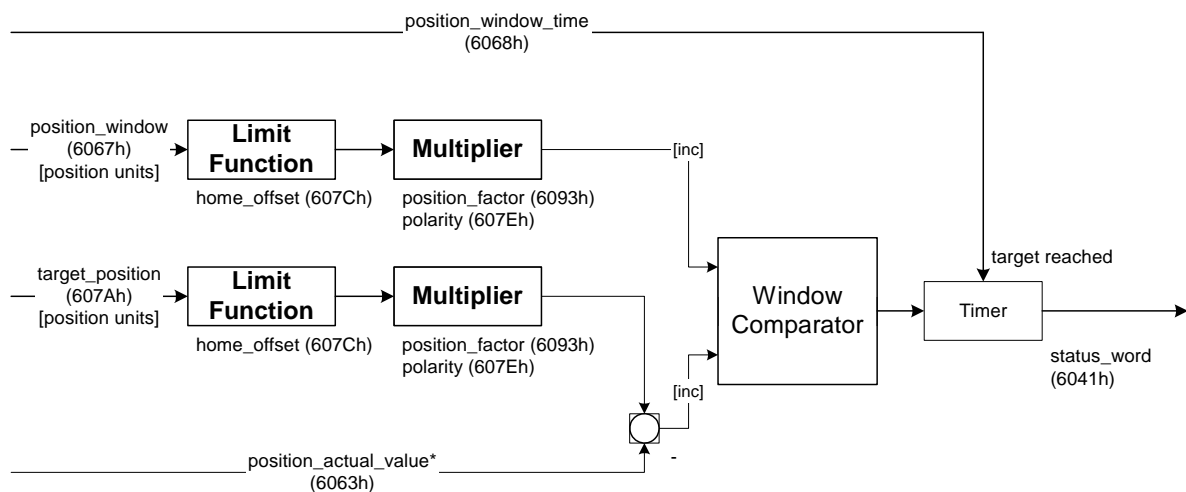 position_window_time
(6068h)
position_window
(6067h)
[position units]
Limit
Function
home_offset (607Ch)
Multiplier
position_factor (6093h)
polarity (607Eh)
[inc]
target_position
(607Ah)
[position units]
Limit
Function
home_offset (607Ch)
Multiplier
position_factor (6093h)
polarity (607Eh)
[inc]
Window
Comparator
target reached
Timer
status_word
(6041h)
position_actual_value*
(6063h)
-